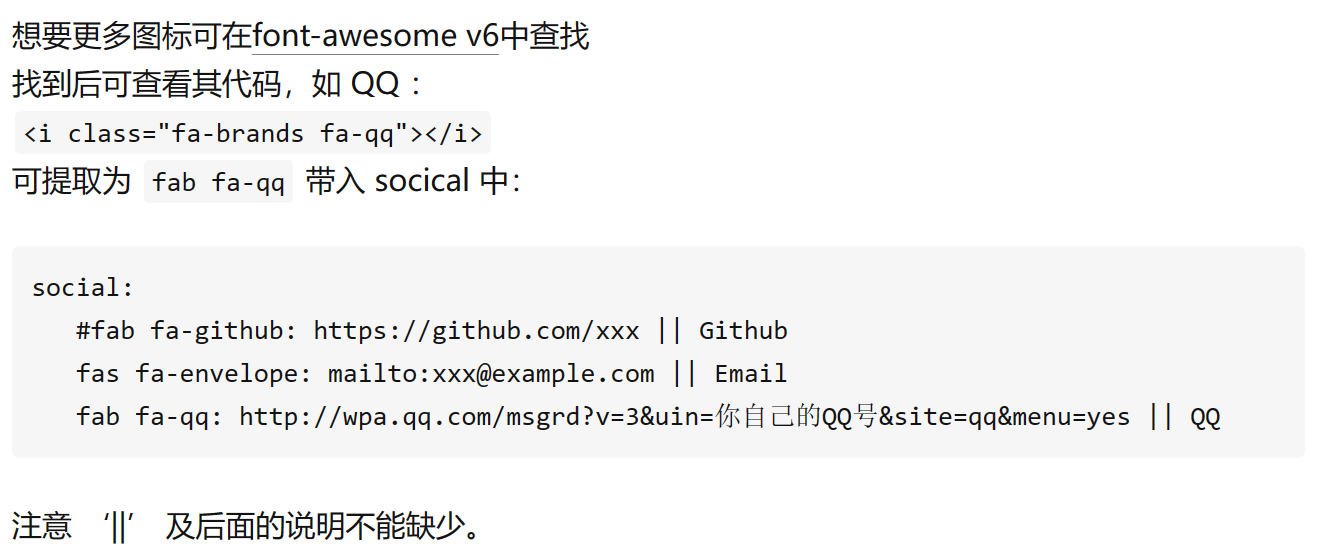 想要更多图标可在font-awesome v6中查找
找到后可查看其代码，如 QQ ：
<i class="fa-brands fa-qq"></i>
可提取为 fab fa-qq 带入 socical 中：
social:
   #fab fa-github: https://github.com/xxx || Github
   fas fa-envelope: mailto:xxx@example.com || Email
   fab fa-qq: http://wpa.qq.com/msgrd?v=3&uin=你自己的QQ号&site=qq&menu=yes || QQ
注意 ‘||’ 及后面的说明不能缺少。